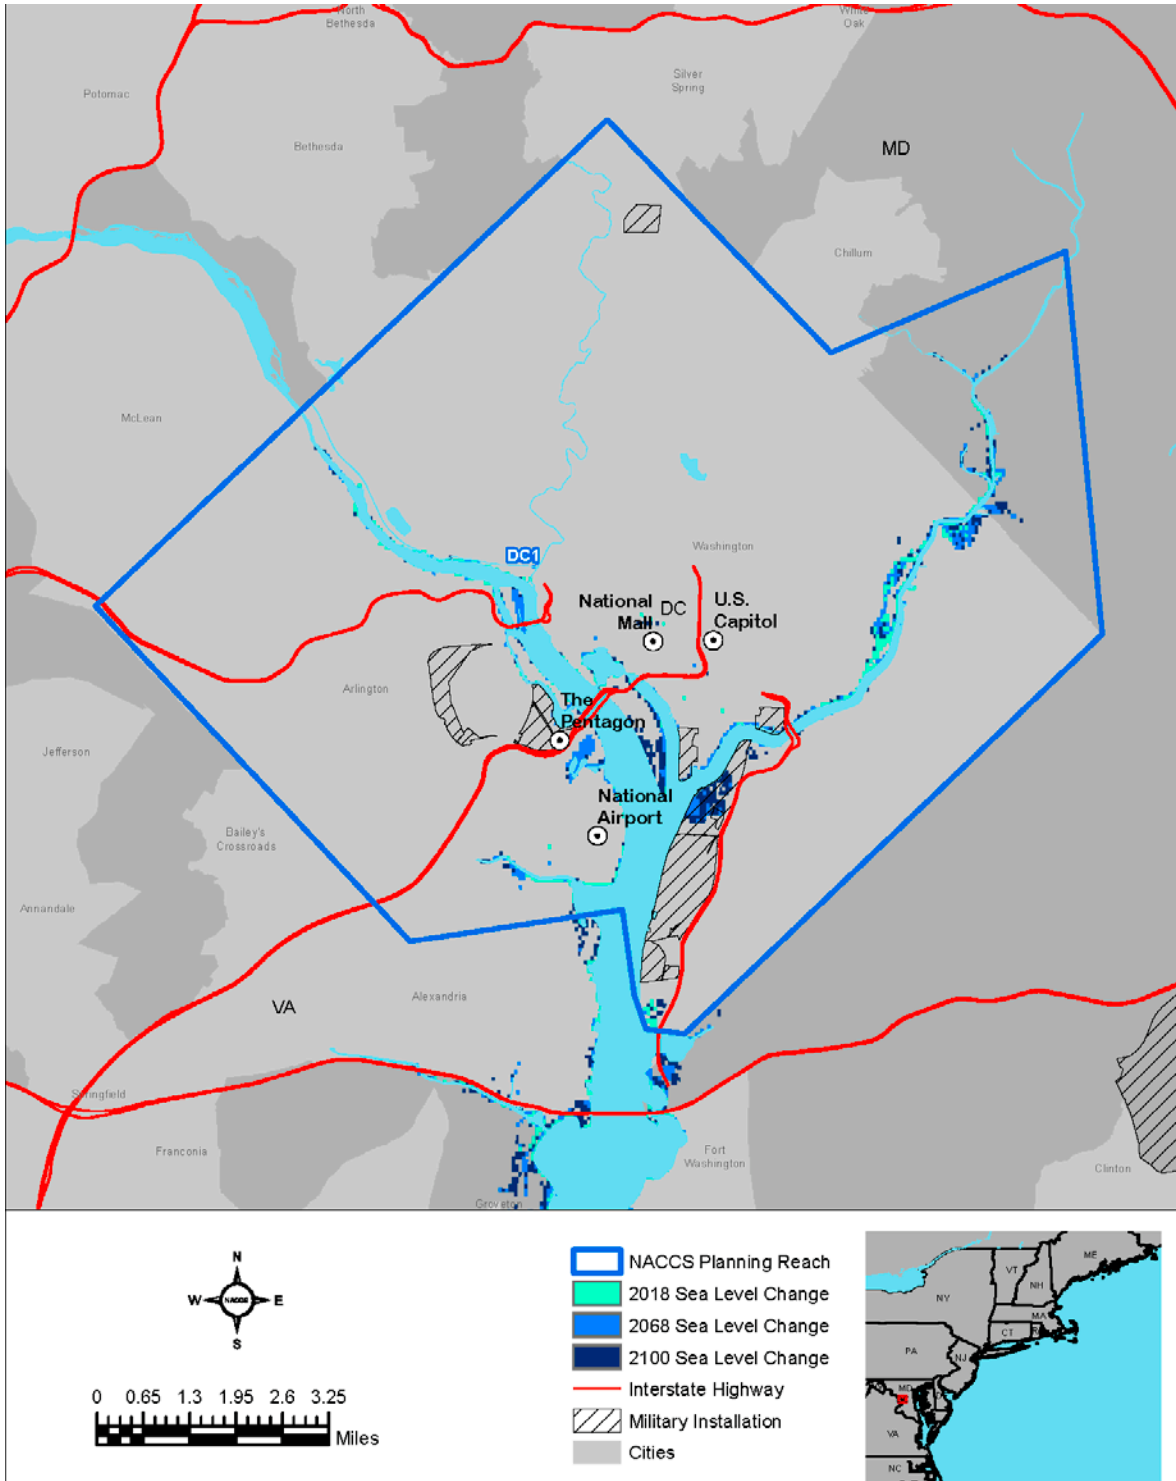 North
Bethesda
White
Oak
Potomac
Silver
Spring
Bethesda
MD
Chillum
McLean
DC1
Washington
National
Mall
DC
U.S.
Capitol
Arlington
The
Pentagon
Jefferson
National
Airport
Bailey's
Crossroads
Annandale
VA
Alexandria
Springfield
Franconia
Fort
Washington
Clinton
Groveton
N
W NACCS E
S
0 0.65 1.3 1.95 2.6 3.25
Miles
NACCS Planning Reach
2018 Sea Level Change
2068 Sea Level Change
2100 Sea Level Change
Interstate Highway
Military Installation
Cities
ME
VT
NH
NY
MA
CT
PA
NJ
MD
VA
NC